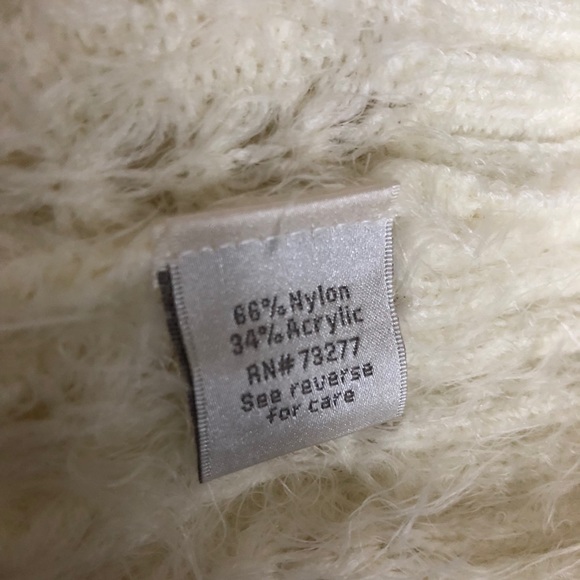 66% Nylon
34% Acrylic
RN# 73277
See reverse
for care